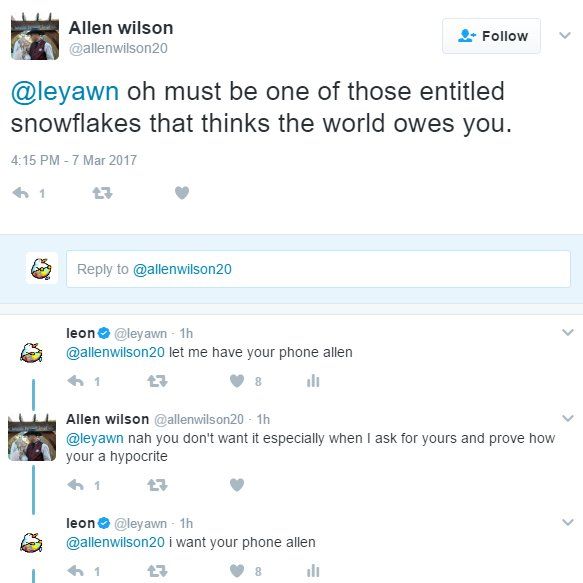 Allen wilson
@allenwilson20
Follow
@leyawn oh must be one of those entitled
snowflakes that thinks the world owes you.
4:15 PM - 7 Mar 2017
1
Reply to @allenwilson20
leon @leyawn · 1h
@allenwilson20 let me have your phone allen
1 8
Allen wilson @allenwilson20 · 1h
@leyawn nah you don't want it especially when I ask for yours and prove how
your a hypocrite
1
leon @leyawn · 1h
@allenwilson20 i want your phone allen
1 8